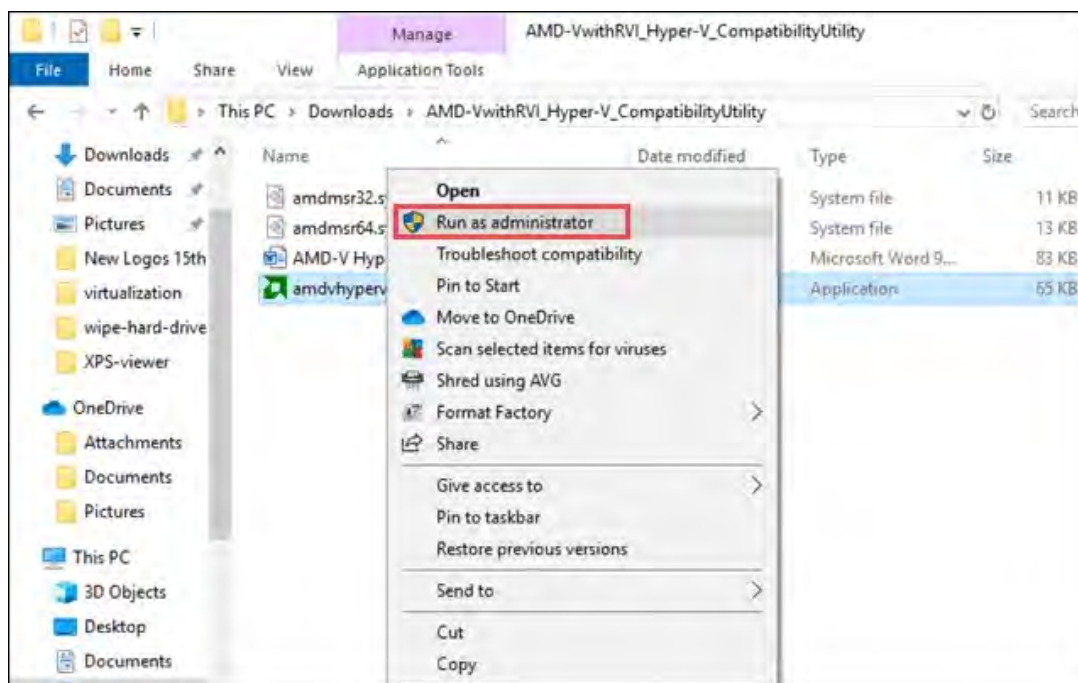 Manage AMD-VwithRVI_Hyper-V_CompatibilityUtility
File Home Share View Application Tools
This PC > Downloads > AMD-VwithRVI_Hyper-V_CompatibilityUtility Search
Downloads Name Date modified Type Size
Documents amdmsr32.s System file 11 KB
Pictures amdmsr64.s System file 13 KB
New Logos 15th AMD-V Hyp Microsoft Word 9... 83 KB
virtualization amdvhyperv Application 65 KB
wipe-hard-drive
XPS-viewer
OneDrive
Attachments
Documents
Pictures
This PC
3D Objects
Desktop
Documents
Open
Run as administrator
Troubleshoot compatibility
Pin to Start
Move to OneDrive
Scan selected items for viruses
Shred using AVG
Format Factory
Share
Give access to
Pin to taskbar
Restore previous versions
Send to
Cut
Copy